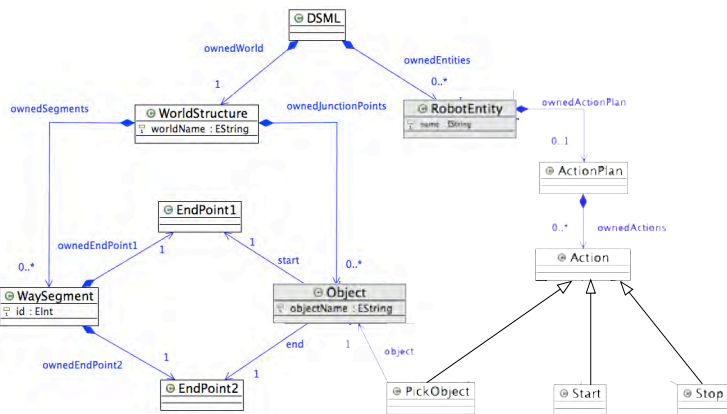 DSML
ownedWorld
ownedEntities
1
0..*
ownedSegments
WorldStructure
worldName : EString
ownedJunctionPoints
RobotEntity
name : EString
ownedActionPlan
0..1
ActionPlan
0..*
ownedActions
EndPoint1
ownedEndPoint1
1
1
start
0..*
0..*
Action
WaySegment
id : EInt
Object
objectName : EString
end
1
object
ownedEndPoint2
1
1
EndPoint2
PickObject
Start
Stop